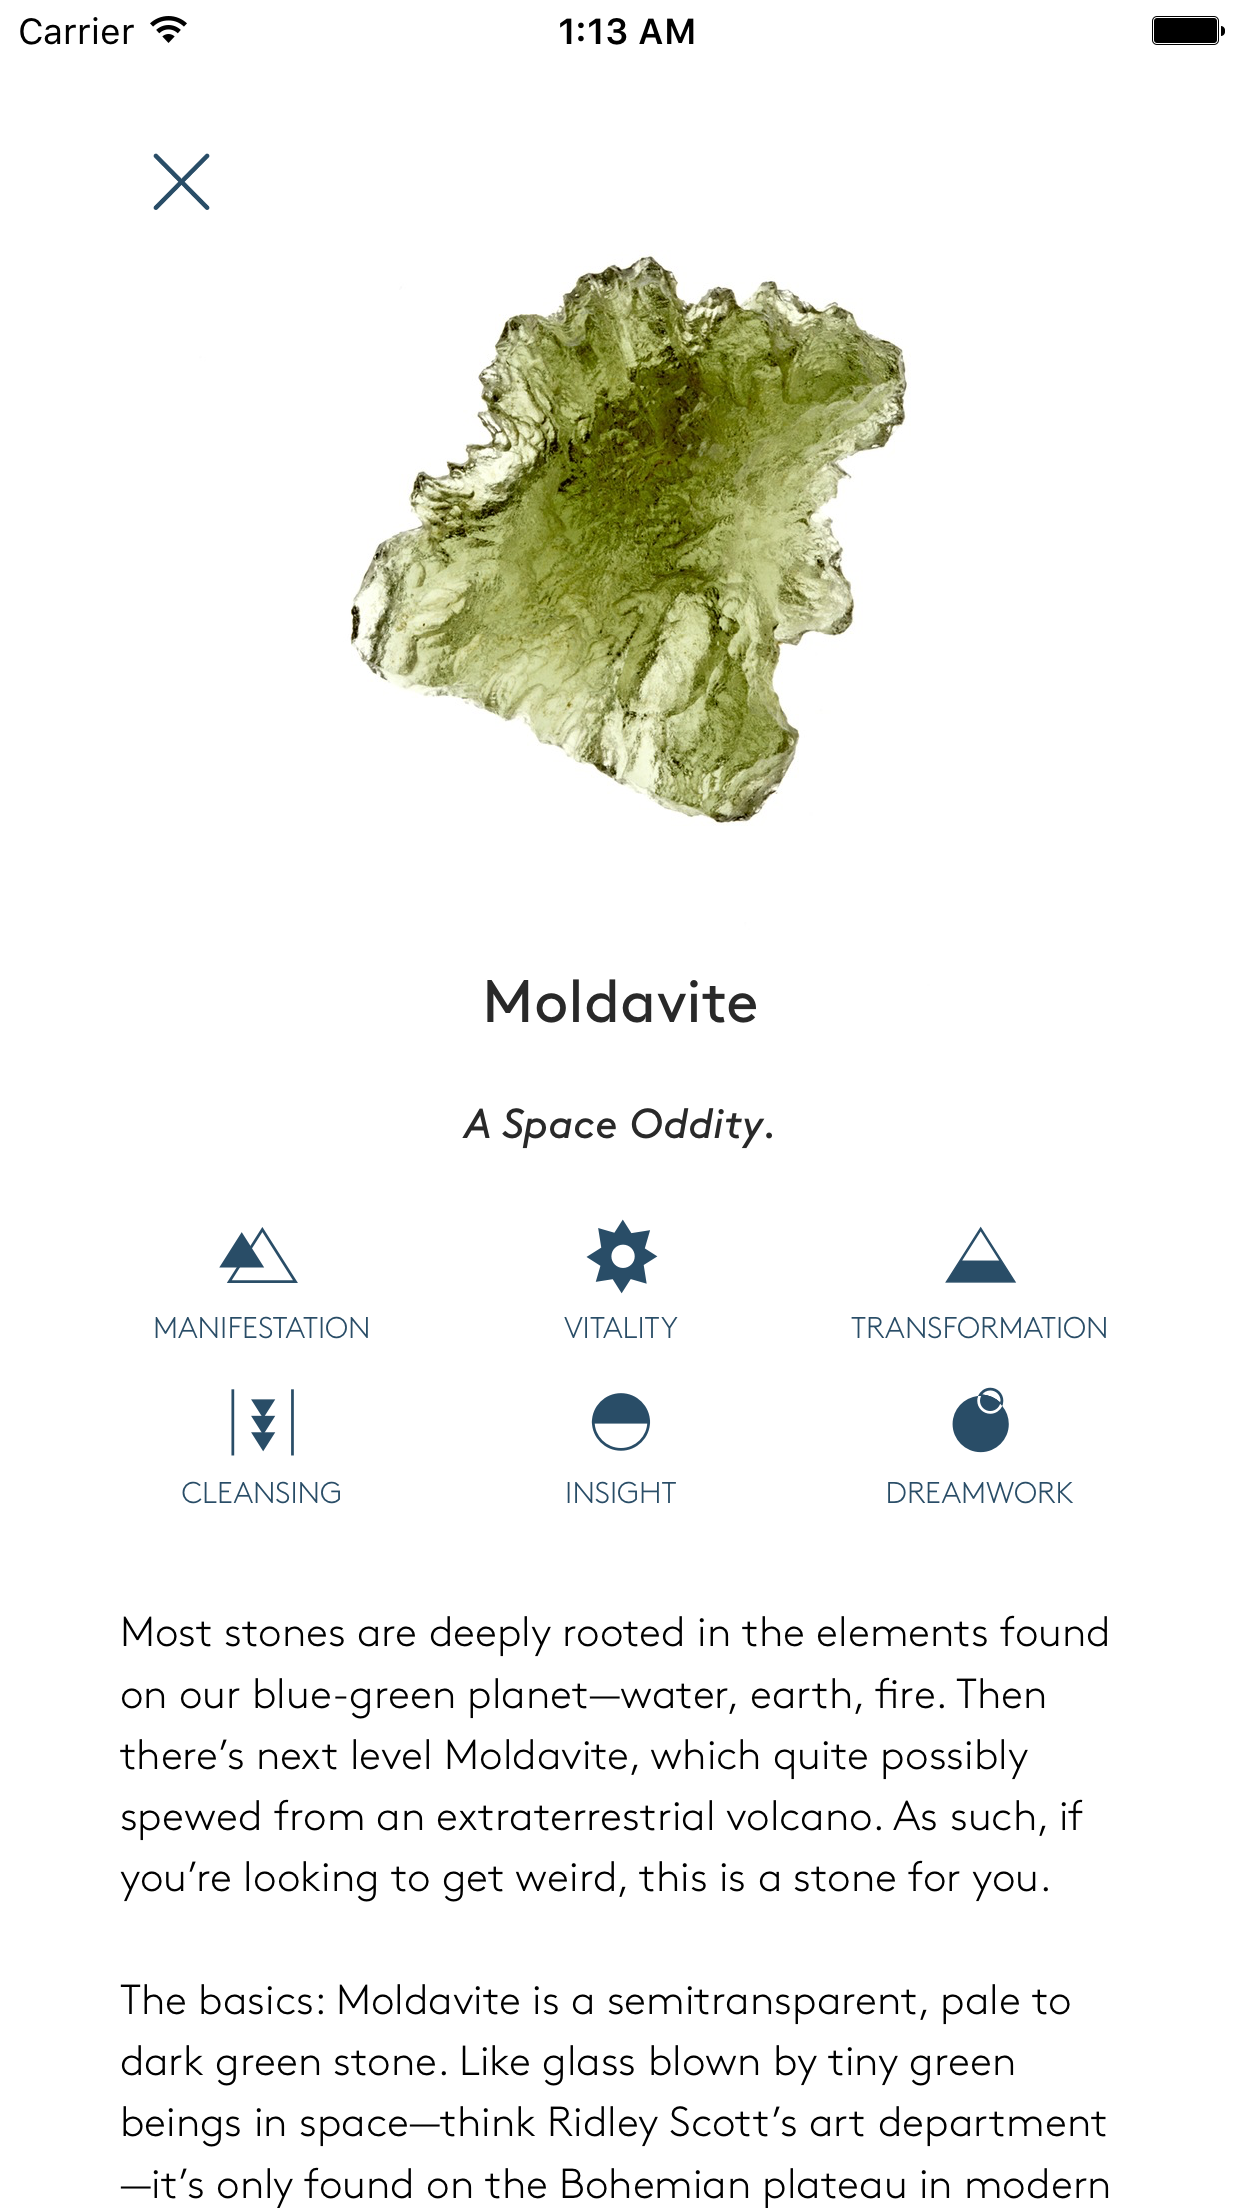 Carrier 1:13 AM
Moldavite
A Space Oddity.
MANIFESTATION VITALITY TRANSFORMATION
CLEANSING INSIGHT DREAMWORK
Most stones are deeply rooted in the elements found
on our blue-green planet—water, earth, fire. Then
there’s next level Moldavite, which quite possibly
spewed from an extraterrestrial volcano. As such, if
you’re looking to get weird, this is a stone for you.
The basics: Moldavite is a semitransparent, pale to
dark green stone. Like glass blown by tiny green
beings in space—think Ridley Scott’s art department
—it’s only found on the Bohemian plateau in modern